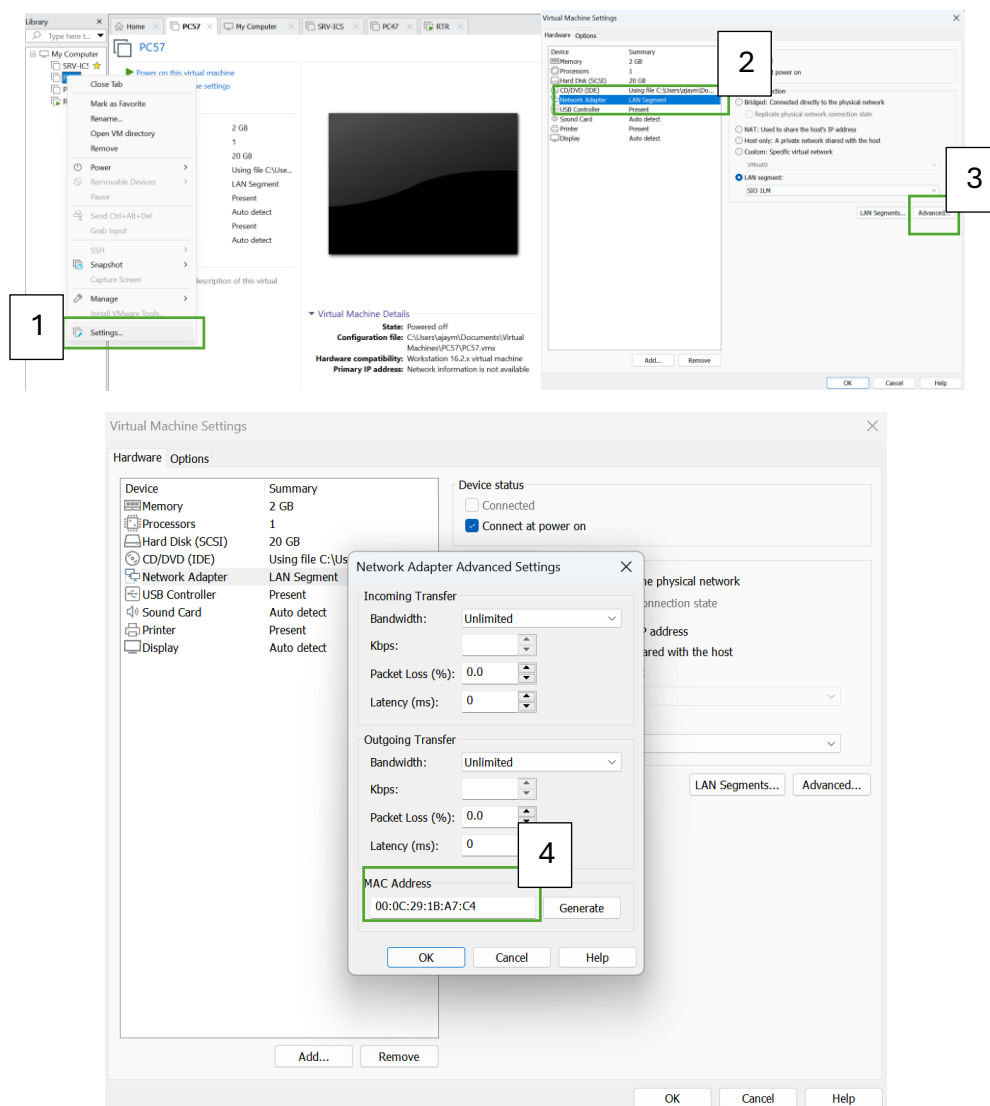 Library ×
Type here t...
Home × PC57 × My Computer × SRV-ICS × PC47 × RTR ×
My Computer
SRV-ICS
P
P
R
PC57
Power on this virtual machine
e settings
Close Tab
Mark as Favorite
Rename...
Open VM directory
Remove
Power >
Removable Devices >
Pause
Send Ctrl+Alt+Del
Grab Input
SSH >
Snapshot >
Capture Screen
Manage >
Install VMware Tools...
Settings...
1
2 GB
1
20 GB
Using file C:\Use...
LAN Segment
Present
Auto detect
Present
Auto detect
description of this virtual
Virtual Machine Details
State: Powered off
Configuration file: C:\Users\ajaym\Documents\Virtual
Machines\PC57\PC57.vmx
Hardware compatibility: Workstation 16.2.x virtual machine
Primary IP address: Network information is not available
Virtual Machine Settings ×
Hardware Options
Device Summary
Memory 2 GB
Processors 1
Hard Disk (SCSI) 20 GB
CD/DVD (IDE) Using file C:\Users\ajaym\Do...
Network Adapter LAN Segment
USB Controller Present
Sound Card Auto detect
Printer Present
Display Auto detect
2
t power on
ection
Bridged: Connected directly to the physical network
Replicate physical network connection state
NAT: Used to share the host's IP address
Host-only: A private network shared with the host
Custom: Specific virtual network
VMnet0
LAN segment:
SIO 1LM
3
LAN Segments... Advanced...
Add... Remove
OK Cancel Help
Virtual Machine Settings
Hardware Options
Device Summary
Memory 2 GB
Processors 1
Hard Disk (SCSI) 20 GB
CD/DVD (IDE) Using file C:\Us
Network Adapter LAN Segment
USB Controller Present
Sound Card Auto detect
Printer Present
Display Auto detect
Device status
Connected
Connect at power on
he physical network
onnection state
P address
ared with the host
LAN Segments... Advanced...
Network Adapter Advanced Settings
Incoming Transfer
Bandwidth: Unlimited
Kbps:
Packet Loss (%): 0.0
Latency (ms): 0
Outgoing Transfer
Bandwidth: Unlimited
Kbps:
Packet Loss (%): 0.0
Latency (ms): 0
4
MAC Address
00:0C:29:1B:A7:C4 Generate
OK Cancel Help
Add... Remove
OK Cancel Help